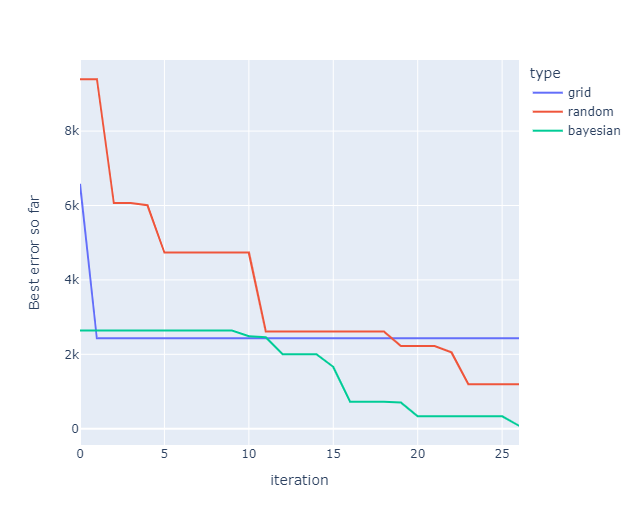 type
grid
random
bayesian
8k
6k
4k
2k
0
Best error so far
0 5 10 15 20 25
iteration